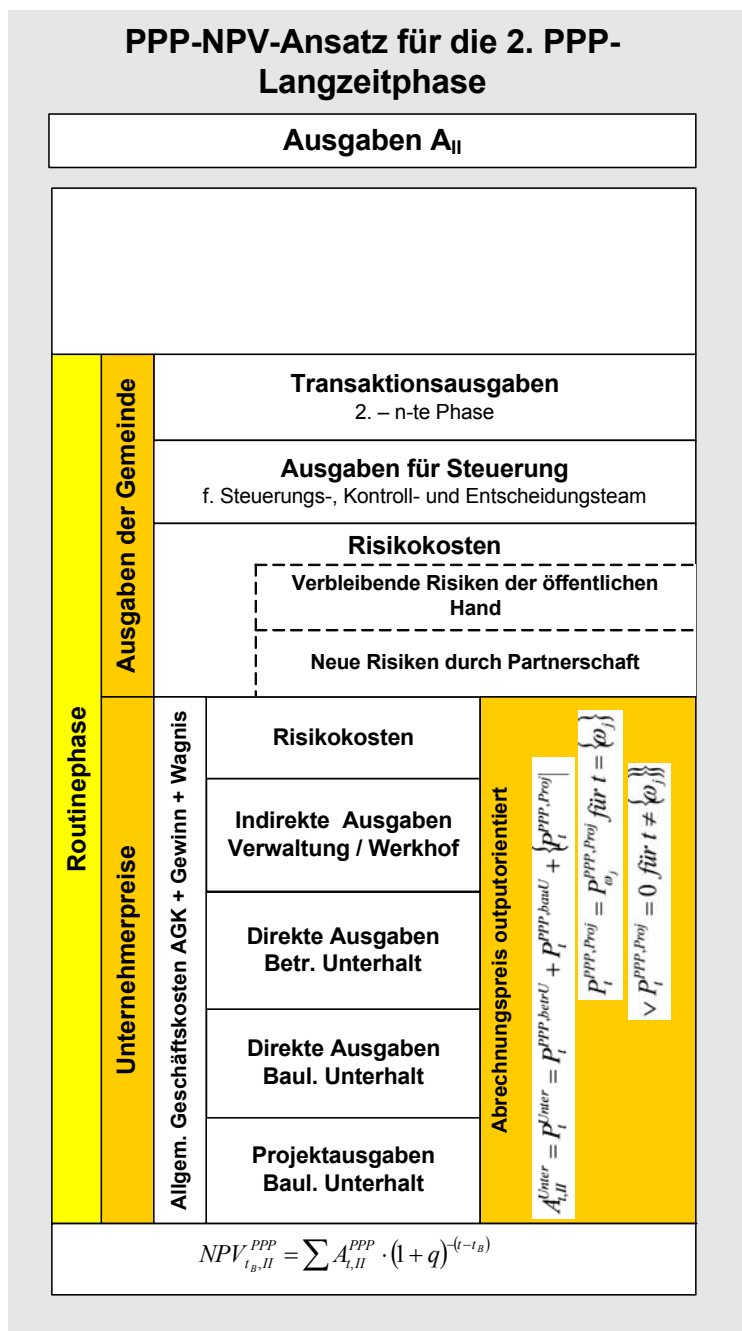 PPP-NPV-Ansatz für die 2. PPP-
Langzeitphase
Ausgaben A_II
Routinephase
Ausgaben der Gemeinde
Transaktionsausgaben
2. – n-te Phase
Ausgaben für Steuerung
f. Steuerungs-, Kontroll- und Entscheidungsteam
Risikokosten
Verbleibende Risiken der öffentlichen
Hand
Neue Risiken durch Partnerschaft
Unternehmerpreise
Allgem. Geschäftskosten AGK + Gewinn + Wagnis
Risikokosten
Indirekte Ausgaben
Verwaltung / Werkhof
Direkte Ausgaben
Betr. Unterhalt
Direkte Ausgaben
Baul. Unterhalt
Projektausgaben
Baul. Unterhalt
Abrechnungspreis outputorientiert
A_{t,II}^{Unter} = P_t^{Unter} = P_t^{PPP,betrU} + P_t^{PPP,bauU} + {P_t^{PPP,Proj}|
P_t^{PPP,Proj} = P_{ω_j}^{PPP,Proj} für t = {ω_j}
∨ P_t^{PPP,Proj} = 0 für t ≠ {ω_j}}
NPV_{t_B,II}^{PPP} = ∑ A_{t,II}^{PPP} · (1 + q)^{-(t-t_B)}